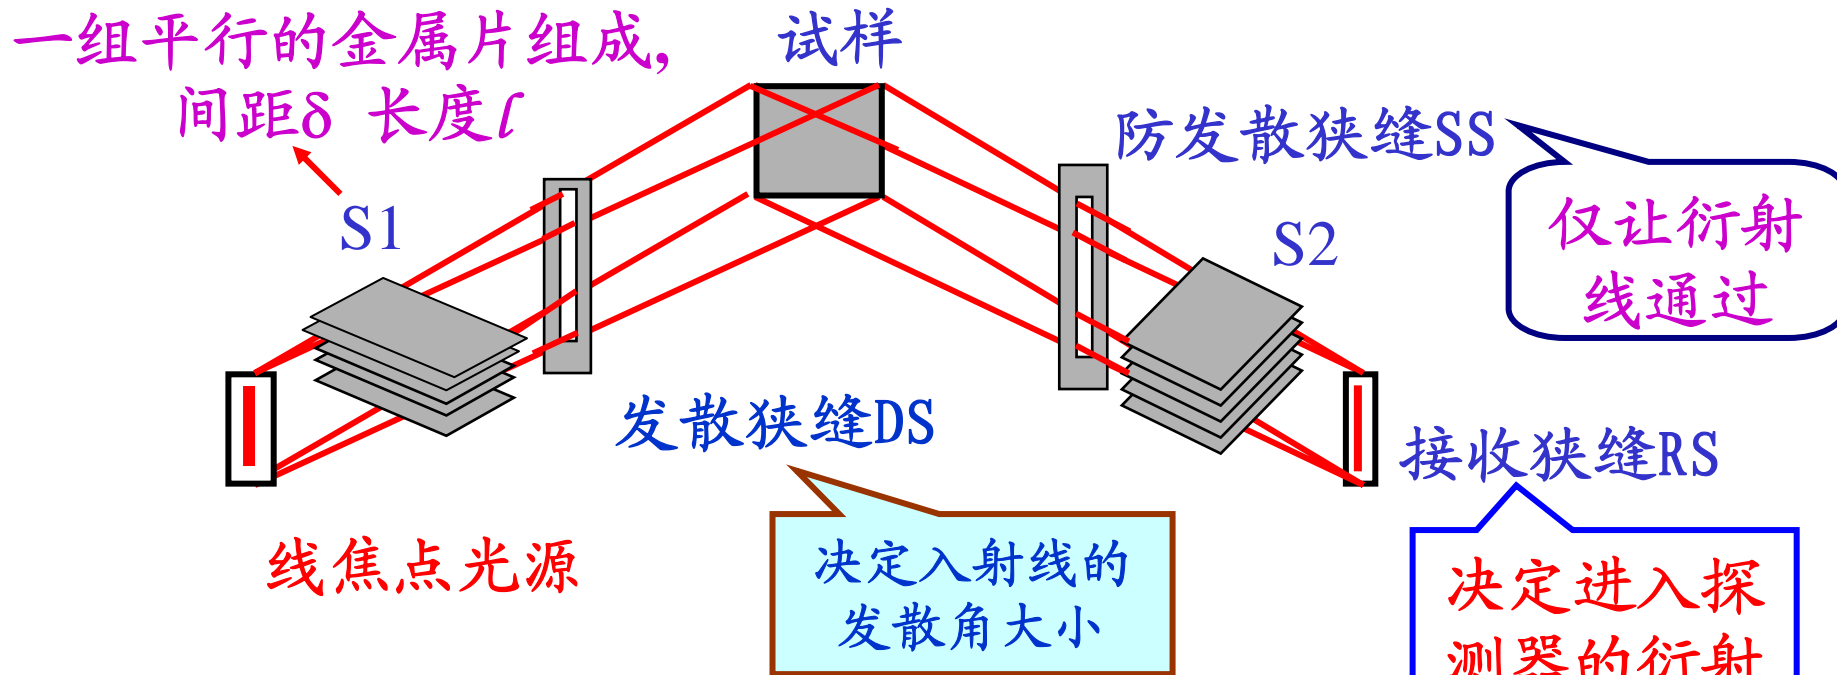 一组平行的金属片组成,
间距δ 长度l
试样
防发散狭缝SS
仅让衍射
线通过
S1
S2
发散狭缝DS
接收狭缝RS
线焦点光源
决定入射线的
发散角大小
决定进入探
测器的衍射